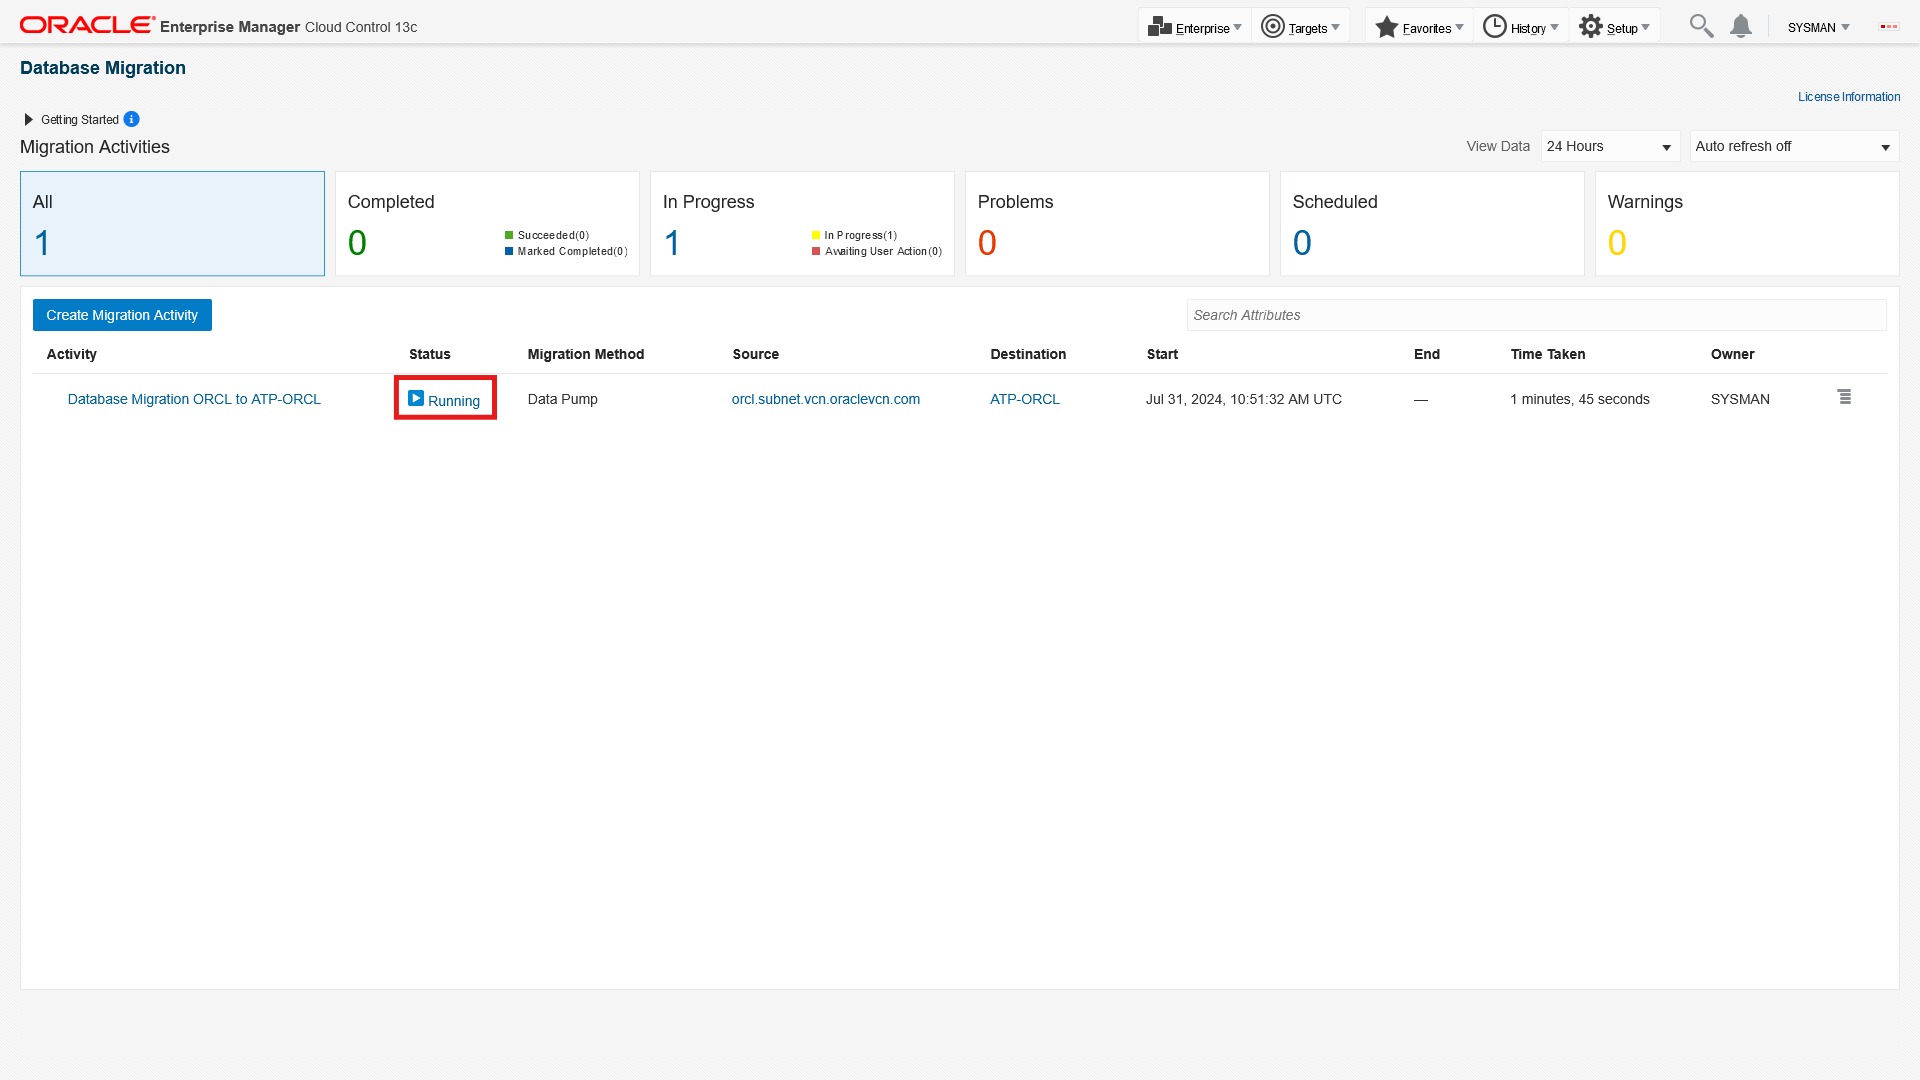 ORACLE Enterprise Manager Cloud Control 13c
Enterprise Targets Favorites History Setup SYSMAN
Database Migration
License Information
Getting Started
Migration Activities View Data 24 Hours Auto refresh off
All Completed In Progress Problems Scheduled Warnings
1 0 Succeeded(0) Marked Completed(0) 1 In Progress(1) Awaiting User Action(0) 0 0 0
Create Migration Activity Search Attributes
Activity Status Migration Method Source Destination Start End Time Taken Owner
Database Migration ORCL to ATP-ORCL Running Data Pump orcl.subnet.vcn.oraclevcn.com ATP-ORCL Jul 31, 2024, 10:51:32 AM UTC — 1 minutes, 45 seconds SYSMAN